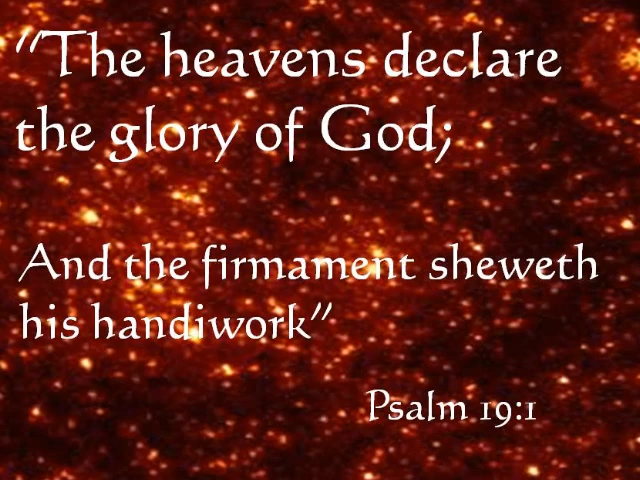 "The heavens declare
the glory of God;
And the firmament sheweth
his handiwork"
Psalm 19:1